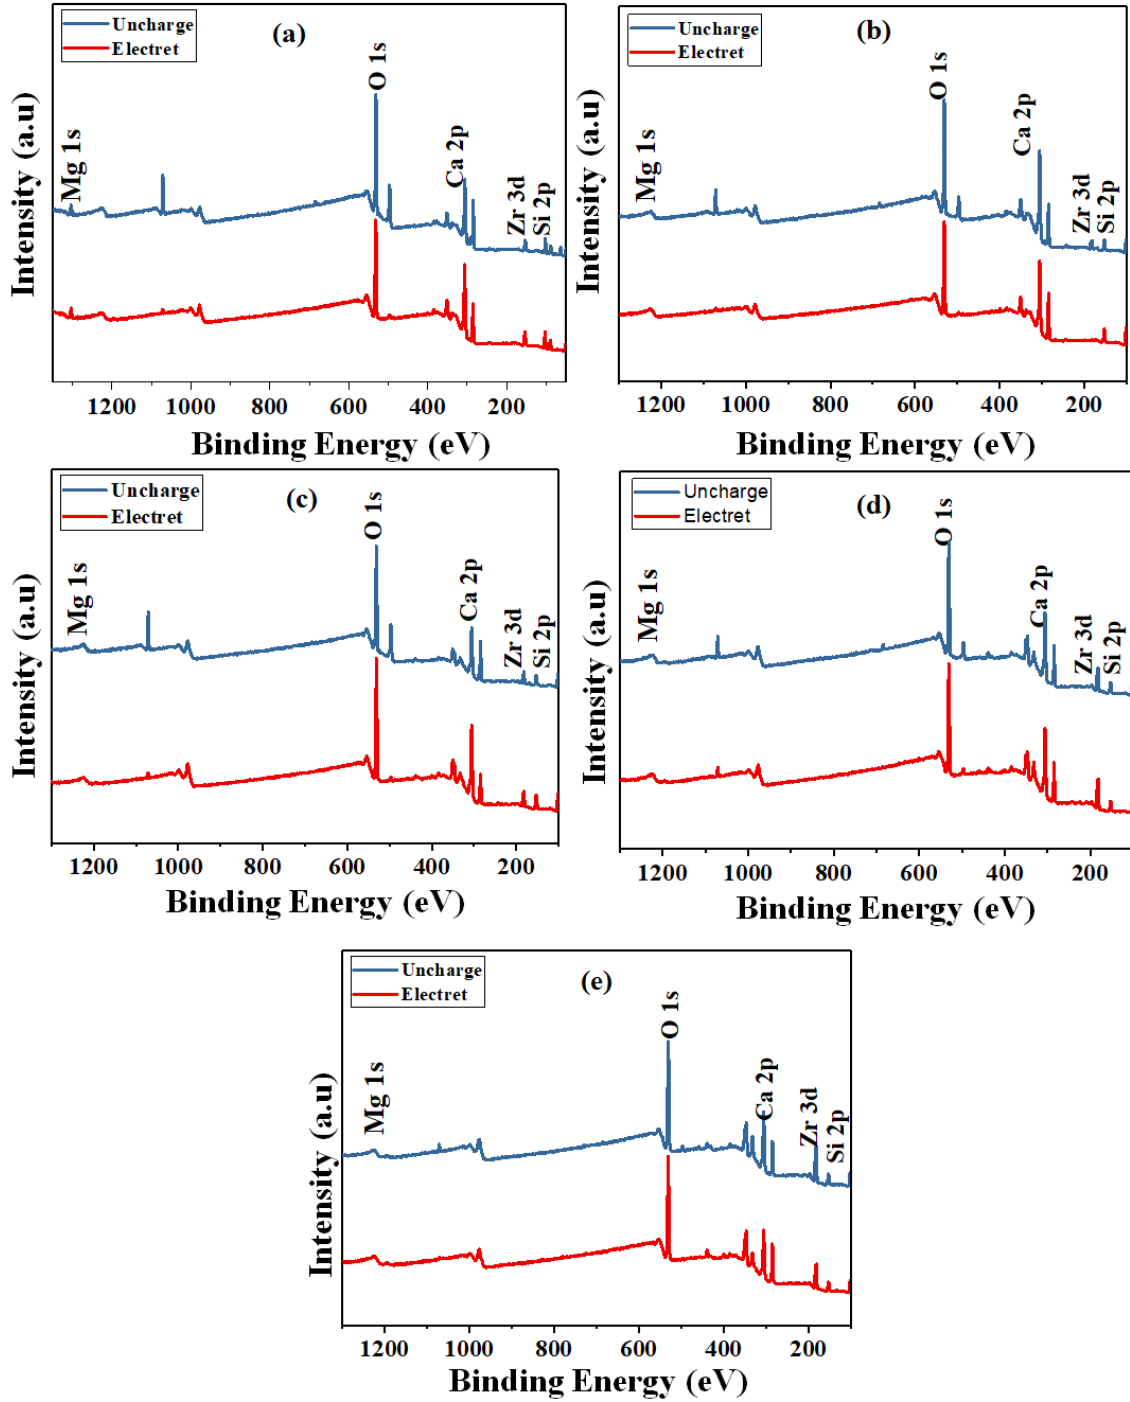 Uncharge
Electret
(a)
Mg 1s
O 1s
Ca 2p
Zr 3d
Si 2p
Intensity (a.u)
1200 1000 800 600 400 200
Binding Energy (eV)
Uncharge
Electret
(b)
Mg 1s
O 1s
Ca 2p
Zr 3d
Si 2p
Intensity (a.u)
1200 1000 800 600 400 200
Binding Energy (eV)
Uncharge
Electret
(c)
Mg 1s
O 1s
Ca 2p
Zr 3d
Si 2p
Intensity (a.u)
1200 1000 800 600 400 200
Binding Energy (eV)
Uncharge
Electret
(d)
Mg 1s
O 1s
Ca 2p
Zr 3d
Si 2p
Intensity (a.u)
1200 1000 800 600 400 200
Binding Energy (eV)
Uncharge
Electret
(e)
Mg 1s
O 1s
Ca 2p
Zr 3d
Si 2p
Intensity (a.u)
1200 1000 800 600 400 200
Binding Energy (eV)